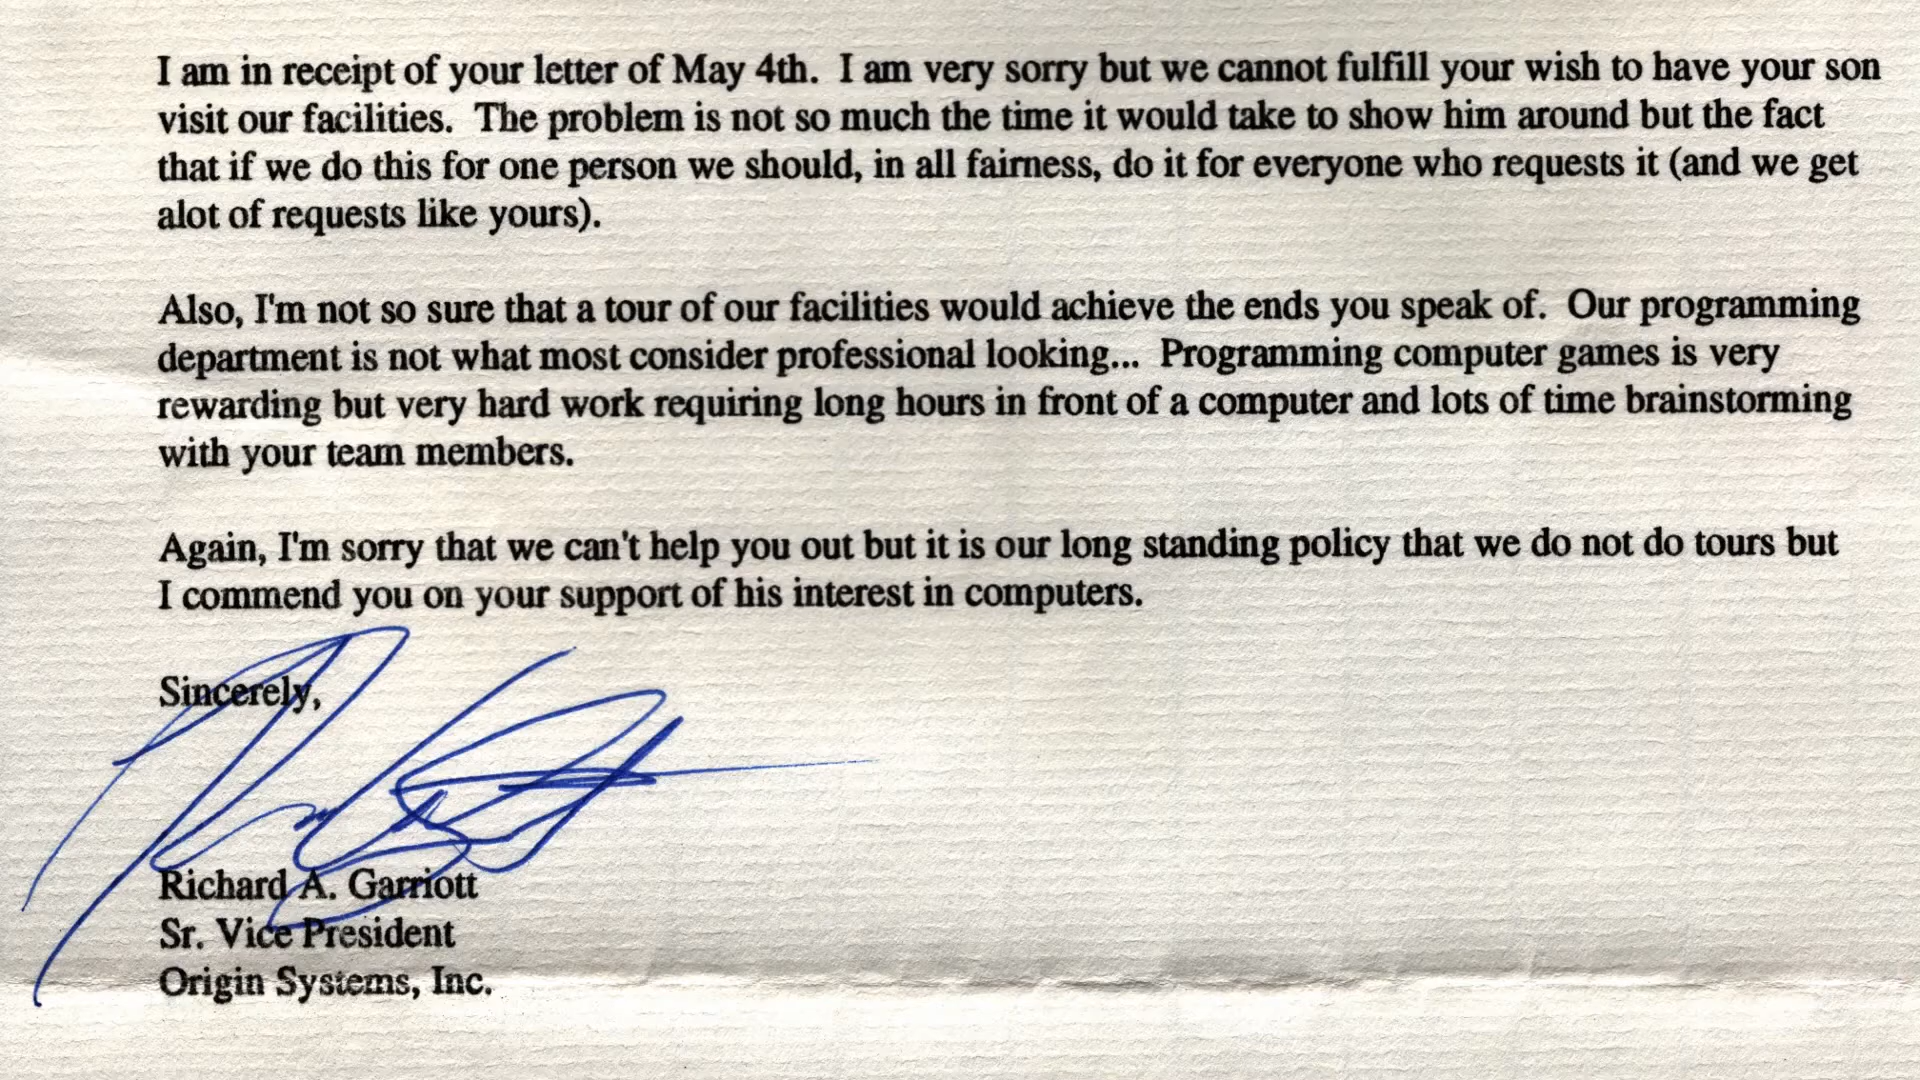 I am in receipt of your letter of May 4th.  I am very sorry but we cannot fulfill your wish to have your son
visit our facilities.  The problem is not so much the time it would take to show him around but the fact
that if we do this for one person we should, in all fairness, do it for everyone who requests it (and we get
alot of requests like yours).
Also, I'm not so sure that a tour of our facilities would achieve the ends you speak of.  Our programming
department is not what most consider professional looking...  Programming computer games is very
rewarding but very hard work requiring long hours in front of a computer and lots of time brainstorming
with your team members.
Again, I'm sorry that we can't help you out but it is our long standing policy that we do not do tours but
I commend you on your support of his interest in computers.
Sincerely,
Richard A. Garriott
Sr. Vice President
Origin Systems, Inc.